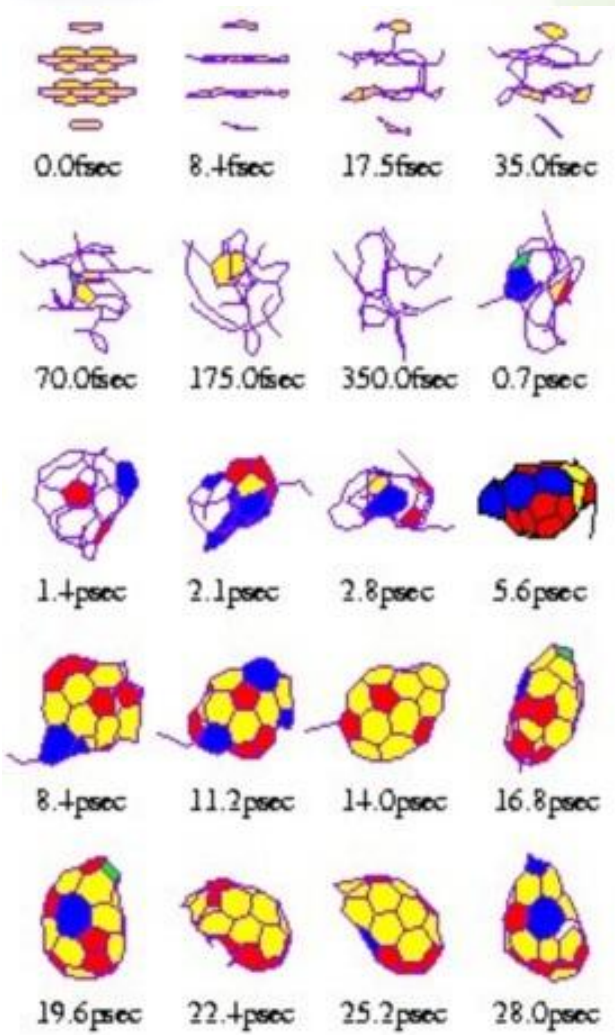 0.0fsec 8.4fsec 17.5fsec 35.0fsec
70.0fsec 175.0fsec 350.0fsec 0.7psec
1.4psec 2.1psec 2.8psec 5.6psec
8.4psec 11.2psec 14.0psec 16.8psec
19.6psec 22.4psec 25.2psec 28.0psec